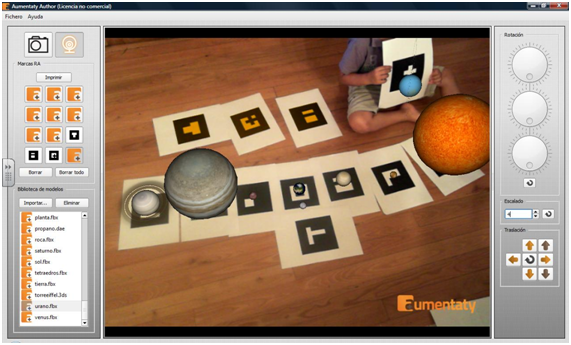 Aumentaty Author (Licencia no comercial)
Fichero Ayuda
Marcas RA
Imprimir
Borrar Borrar todo
Biblioteca de modelos
Importar... Eliminar
planta.fbx
propano.dae
roca.fbx
saturno.fbx
sol.fbx
tetraedros.fbx
tierra.fbx
torreeiffel.3ds
urano.fbx
venus.fbx
Rotación
Escalado
Traslación
aumentaty